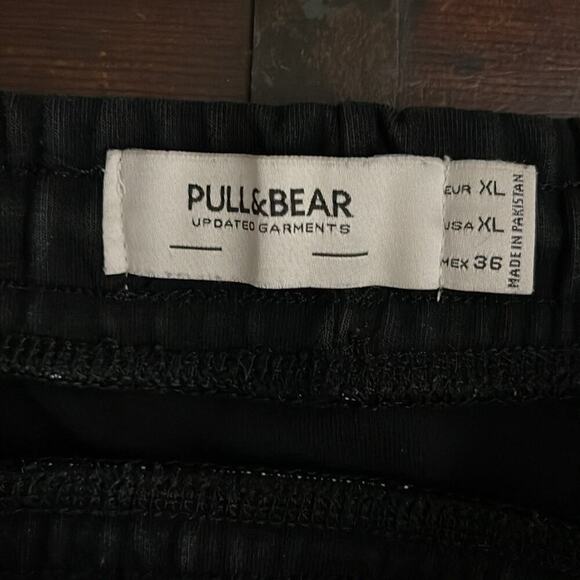 PULL&BEAR
UPDATED GARMENTS
EUR XL
USA XL
MEX 36
MADE IN PAKISTAN